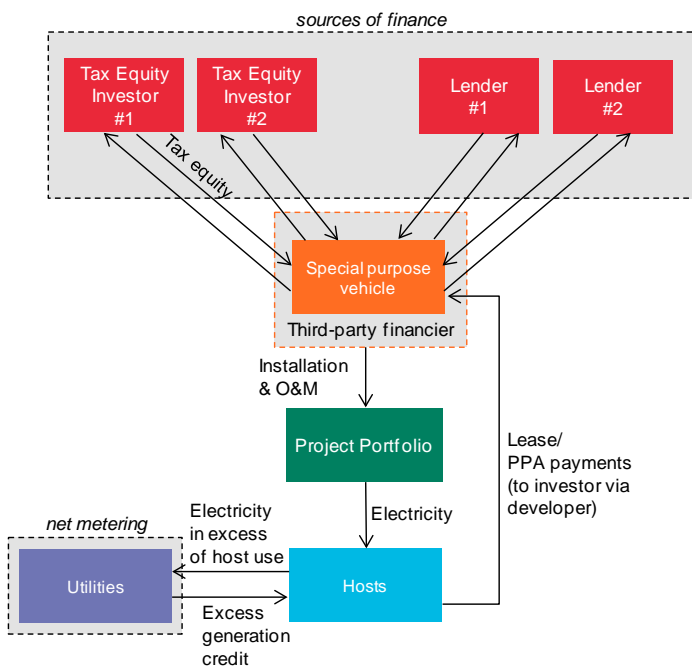 sources of finance
Tax Equity
Investor
#1
Tax Equity
Investor
#2
Lender
#1
Lender
#2
Tax equity
Special purpose
vehicle
Third-party financier
Installation
& O&M
Project Portfolio
Lease/
PPA payments
(to investor via
developer)
Electricity
net metering
Electricity
in excess
of host use
Utilities
Hosts
Excess
generation
credit